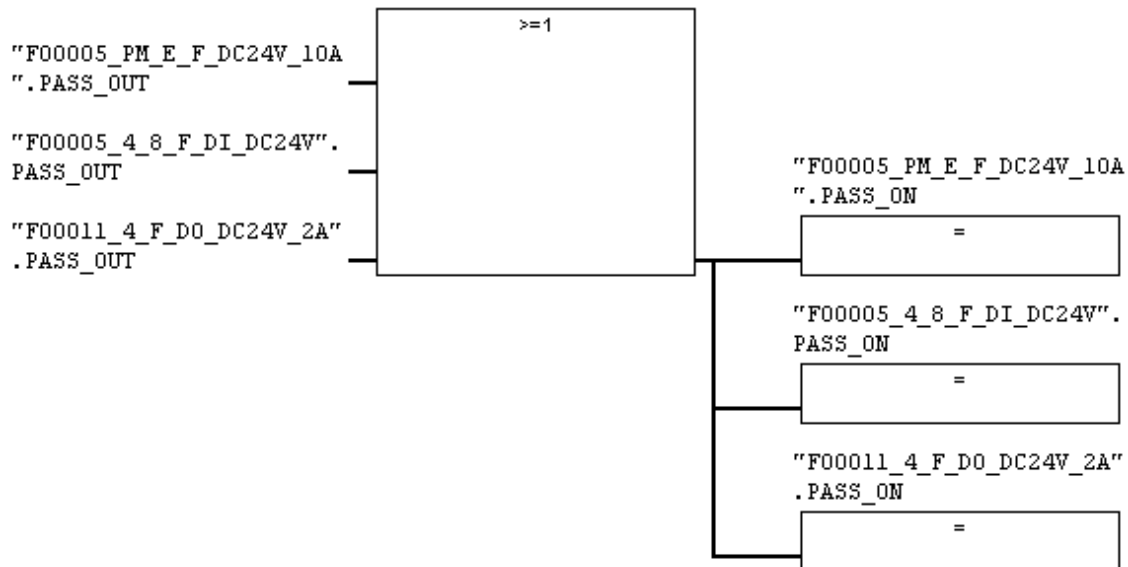 >=1
"F00005_PM_E_F_DC24V_10A
".PASS_OUT
"F00005_4_8_F_DI_DC24V".
PASS_OUT
"F00011_4_F_DO_DC24V_2A"
.PASS_OUT
"F00005_PM_E_F_DC24V_10A
".PASS_ON
=
"F00005_4_8_F_DI_DC24V".
PASS_ON
=
"F00011_4_F_DO_DC24V_2A"
.PASS_ON
=